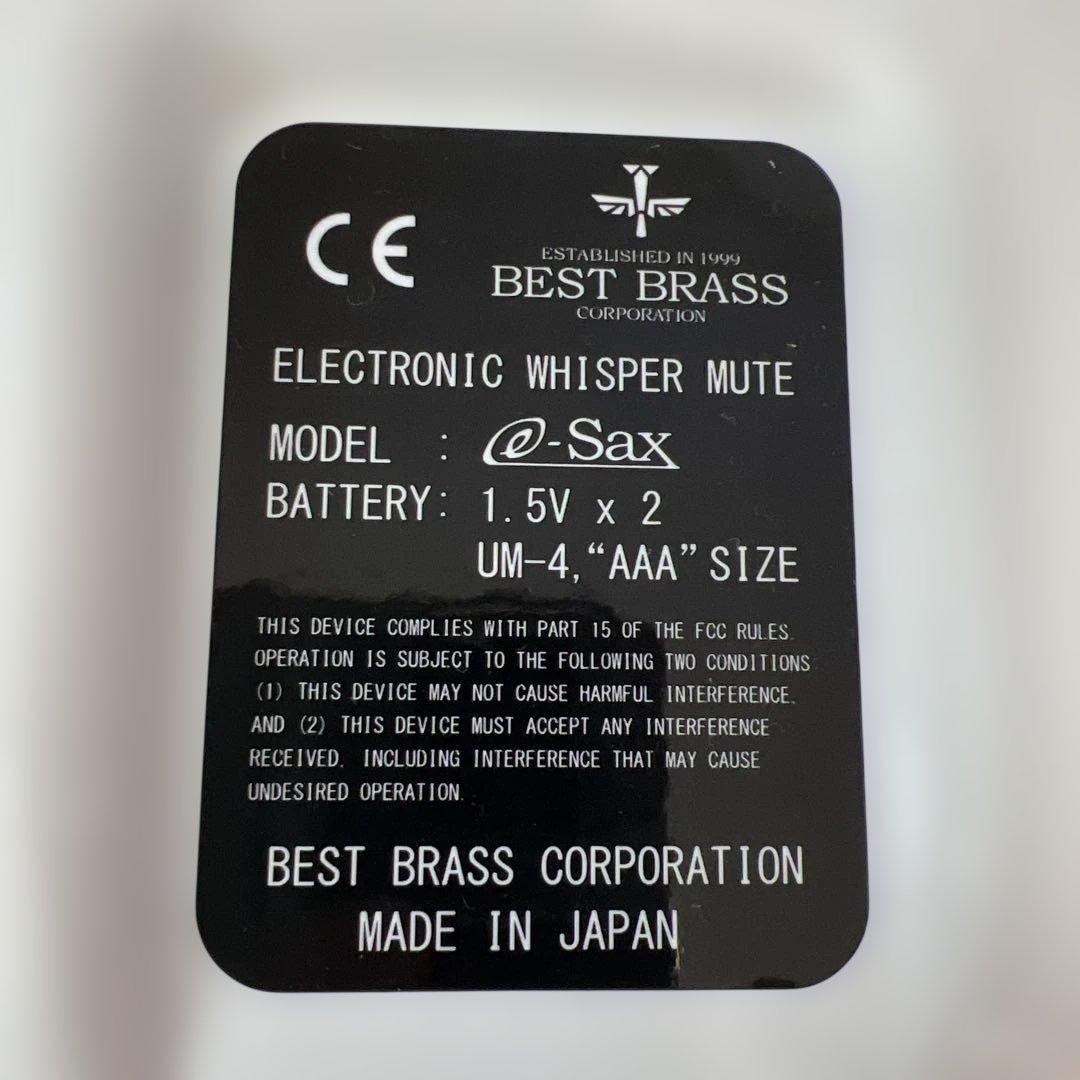 CE
ESTABLISHED IN 1999
BEST BRASS
CORPORATION
ELECTRONIC WHISPER MUTE
MODEL : e-Sax
BATTERY: 1.5V x 2
UM-4, “AAA” SIZE
THIS DEVICE COMPLIES WITH PART 15 OF THE FCC RULES.
OPERATION IS SUBJECT TO THE FOLLOWING TWO CONDITIONS
(1) THIS DEVICE MAY NOT CAUSE HARMFUL INTERFERENCE.
AND (2) THIS DEVICE MUST ACCEPT ANY INTERFERENCE
RECEIVED, INCLUDING INTERFERENCE THAT MAY CAUSE
UNDESIRED OPERATION.
BEST BRASS CORPORATION
MADE IN JAPAN